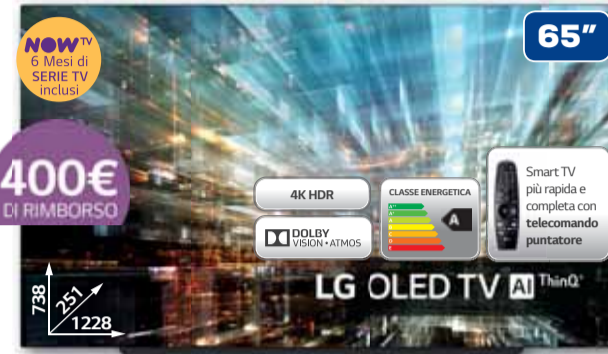 NOW TV
6 Mesi di
SERIE TV
inclusi
65"
400€
DI RIMBORSO
4K HDR
DOLBY
VISION • ATMOS
CLASSE ENERGETICA
A
Smart TV
più rapida e
completa con
telecomando
puntatore
LG OLED TV AI ThinQ®
738
251
1228